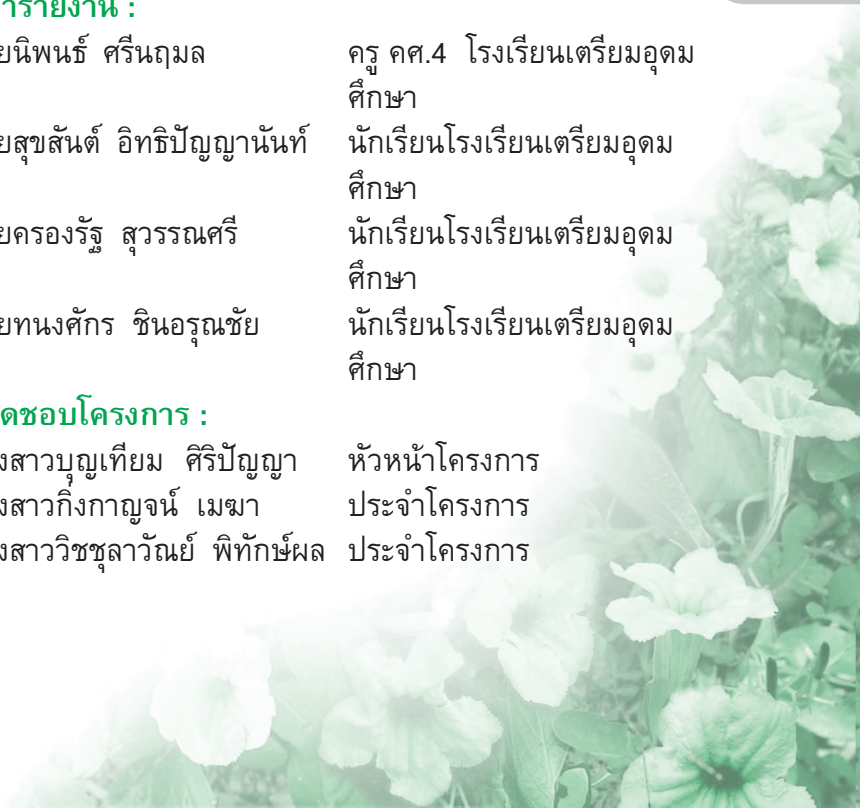 ำรายงาน :
ยนิพนธ์ ศรีนฤมล ครู คศ.4 โรงเรียนเตรียมอุดม
ศึกษา
ยสุขสันต์ อิทธิปัญญานันท์ นักเรียนโรงเรียนเตรียมอุดม
ศึกษา
ยครองรัฐ สุวรรณศรี นักเรียนโรงเรียนเตรียมอุดม
ศึกษา
ยทนงศักร ชินอรุณชัย นักเรียนโรงเรียนเตรียมอุดม
ศึกษา
ดชอบโครงการ :
งสาวบุญเทียม ศิริปัญญา หัวหน้าโครงการ
งสาวกิ่งกาญจน์ เมฆา ประจำโครงการ
งสาววิชชุลาวัณย์ พิทักษ์ผล ประจำโครงการ